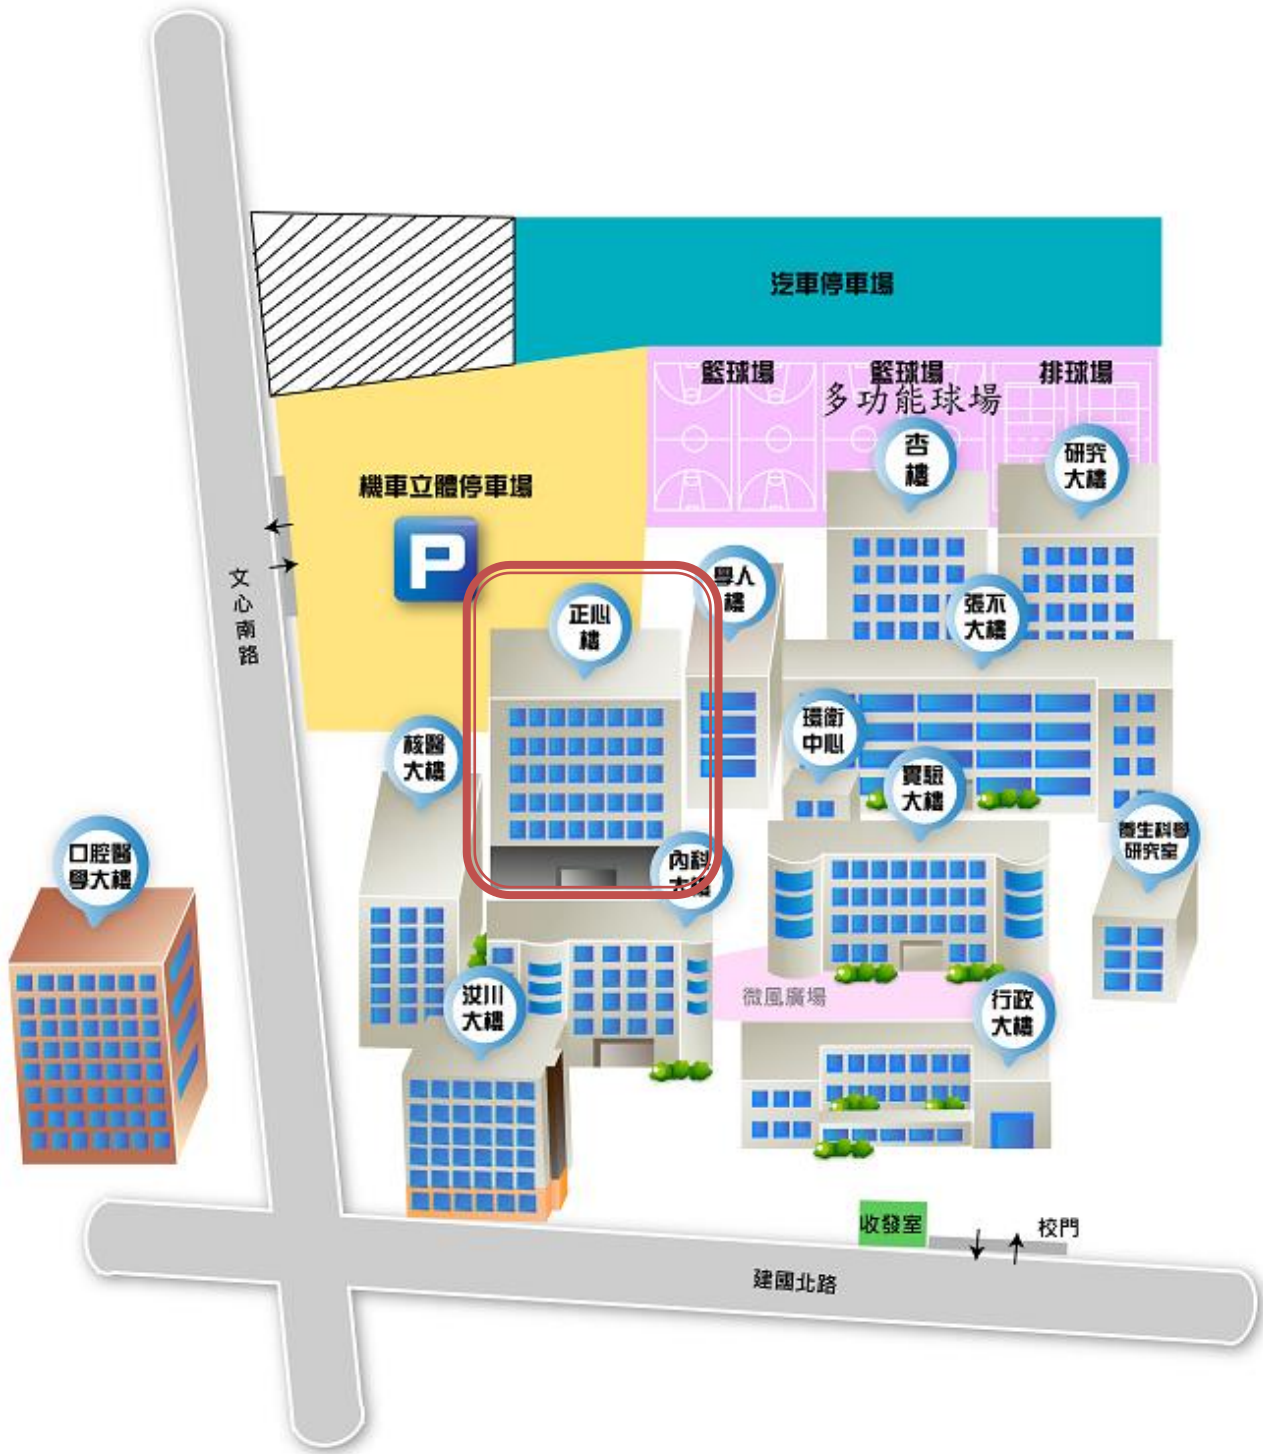 汽車停車場
籃球場
籃球場
排球場
多功能球場
杏
樓
研究
大樓
機車立體停車場
P
文心南路
正心
樓
學人
樓
張不
大樓
環衛
中心
核醫
大樓
實驗
大樓
口腔醫
學大樓
內科
大樓
養生科學
研究室
汝川
大樓
微風廣場
行政
大樓
收發室
校門
建國北路